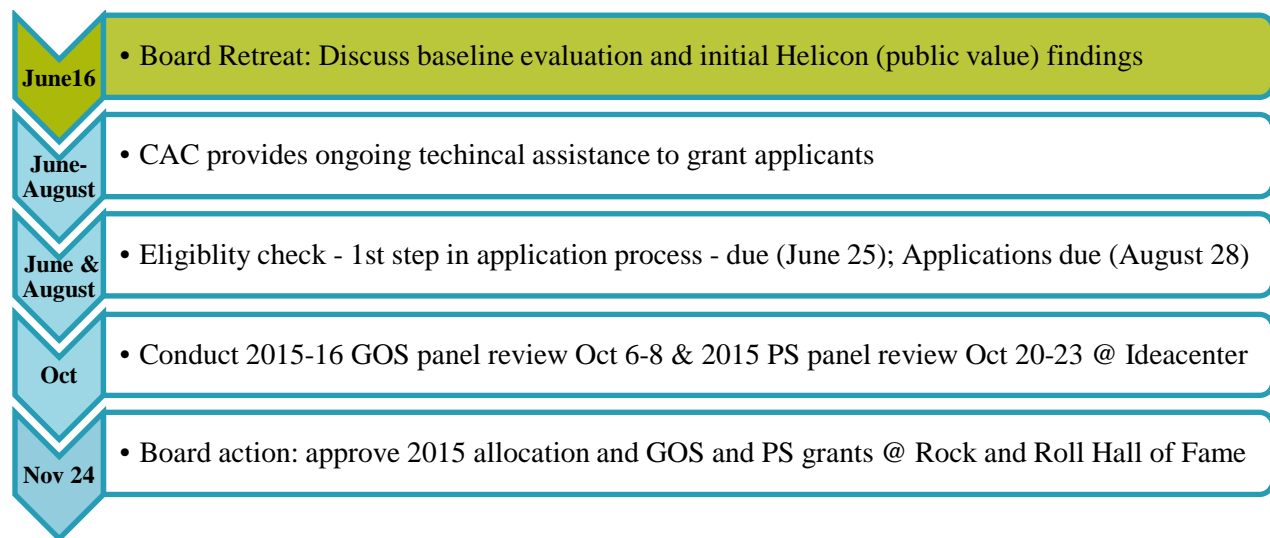 June16
• Board Retreat: Discuss baseline evaluation and initial Helicon (public value) findings
June-
August
• CAC provides ongoing techincal assistance to grant applicants
June &
August
• Eligiblity check - 1st step in application process - due (June 25); Applications due (August 28)
Oct
• Conduct 2015-16 GOS panel review Oct 6-8 & 2015 PS panel review Oct 20-23 @ Ideacenter
Nov 24
• Board action: approve 2015 allocation and GOS and PS grants @ Rock and Roll Hall of Fame